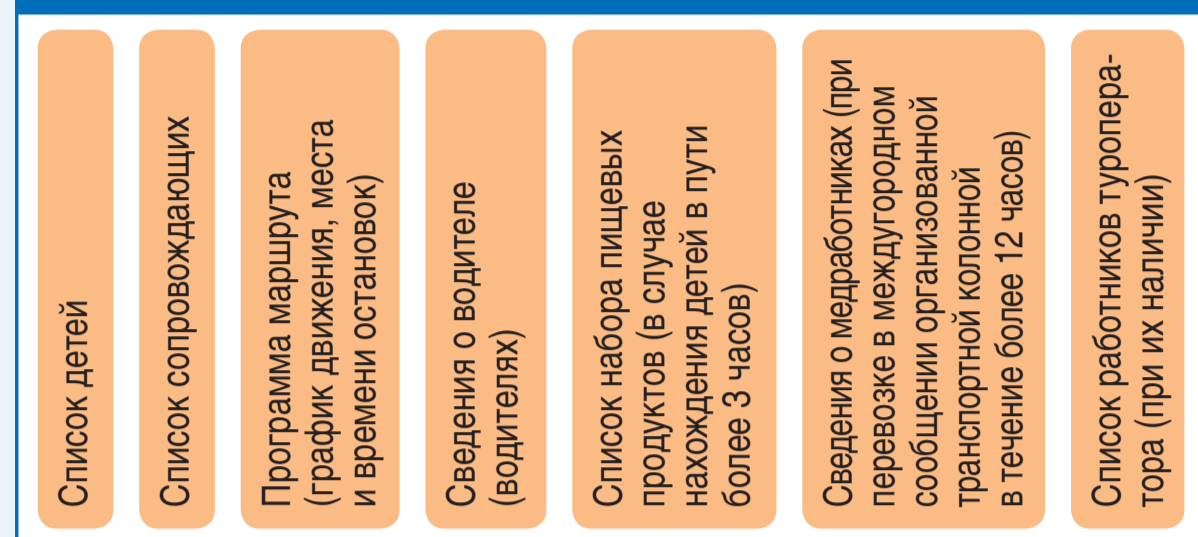 Список детей
Список сопровождающих
Программа маршрута
(график движения, места
и времени остановок)
Сведения о водителе
(водителях)
Список набора пищевых
продуктов (в случае
нахождения детей в пути
более 3 часов)
Сведения о медработниках (при
перевозке в междугородном
сообщении организованной
транспортной колонной
в течение более 12 часов)
Список работников туропера-
тора (при их наличии)